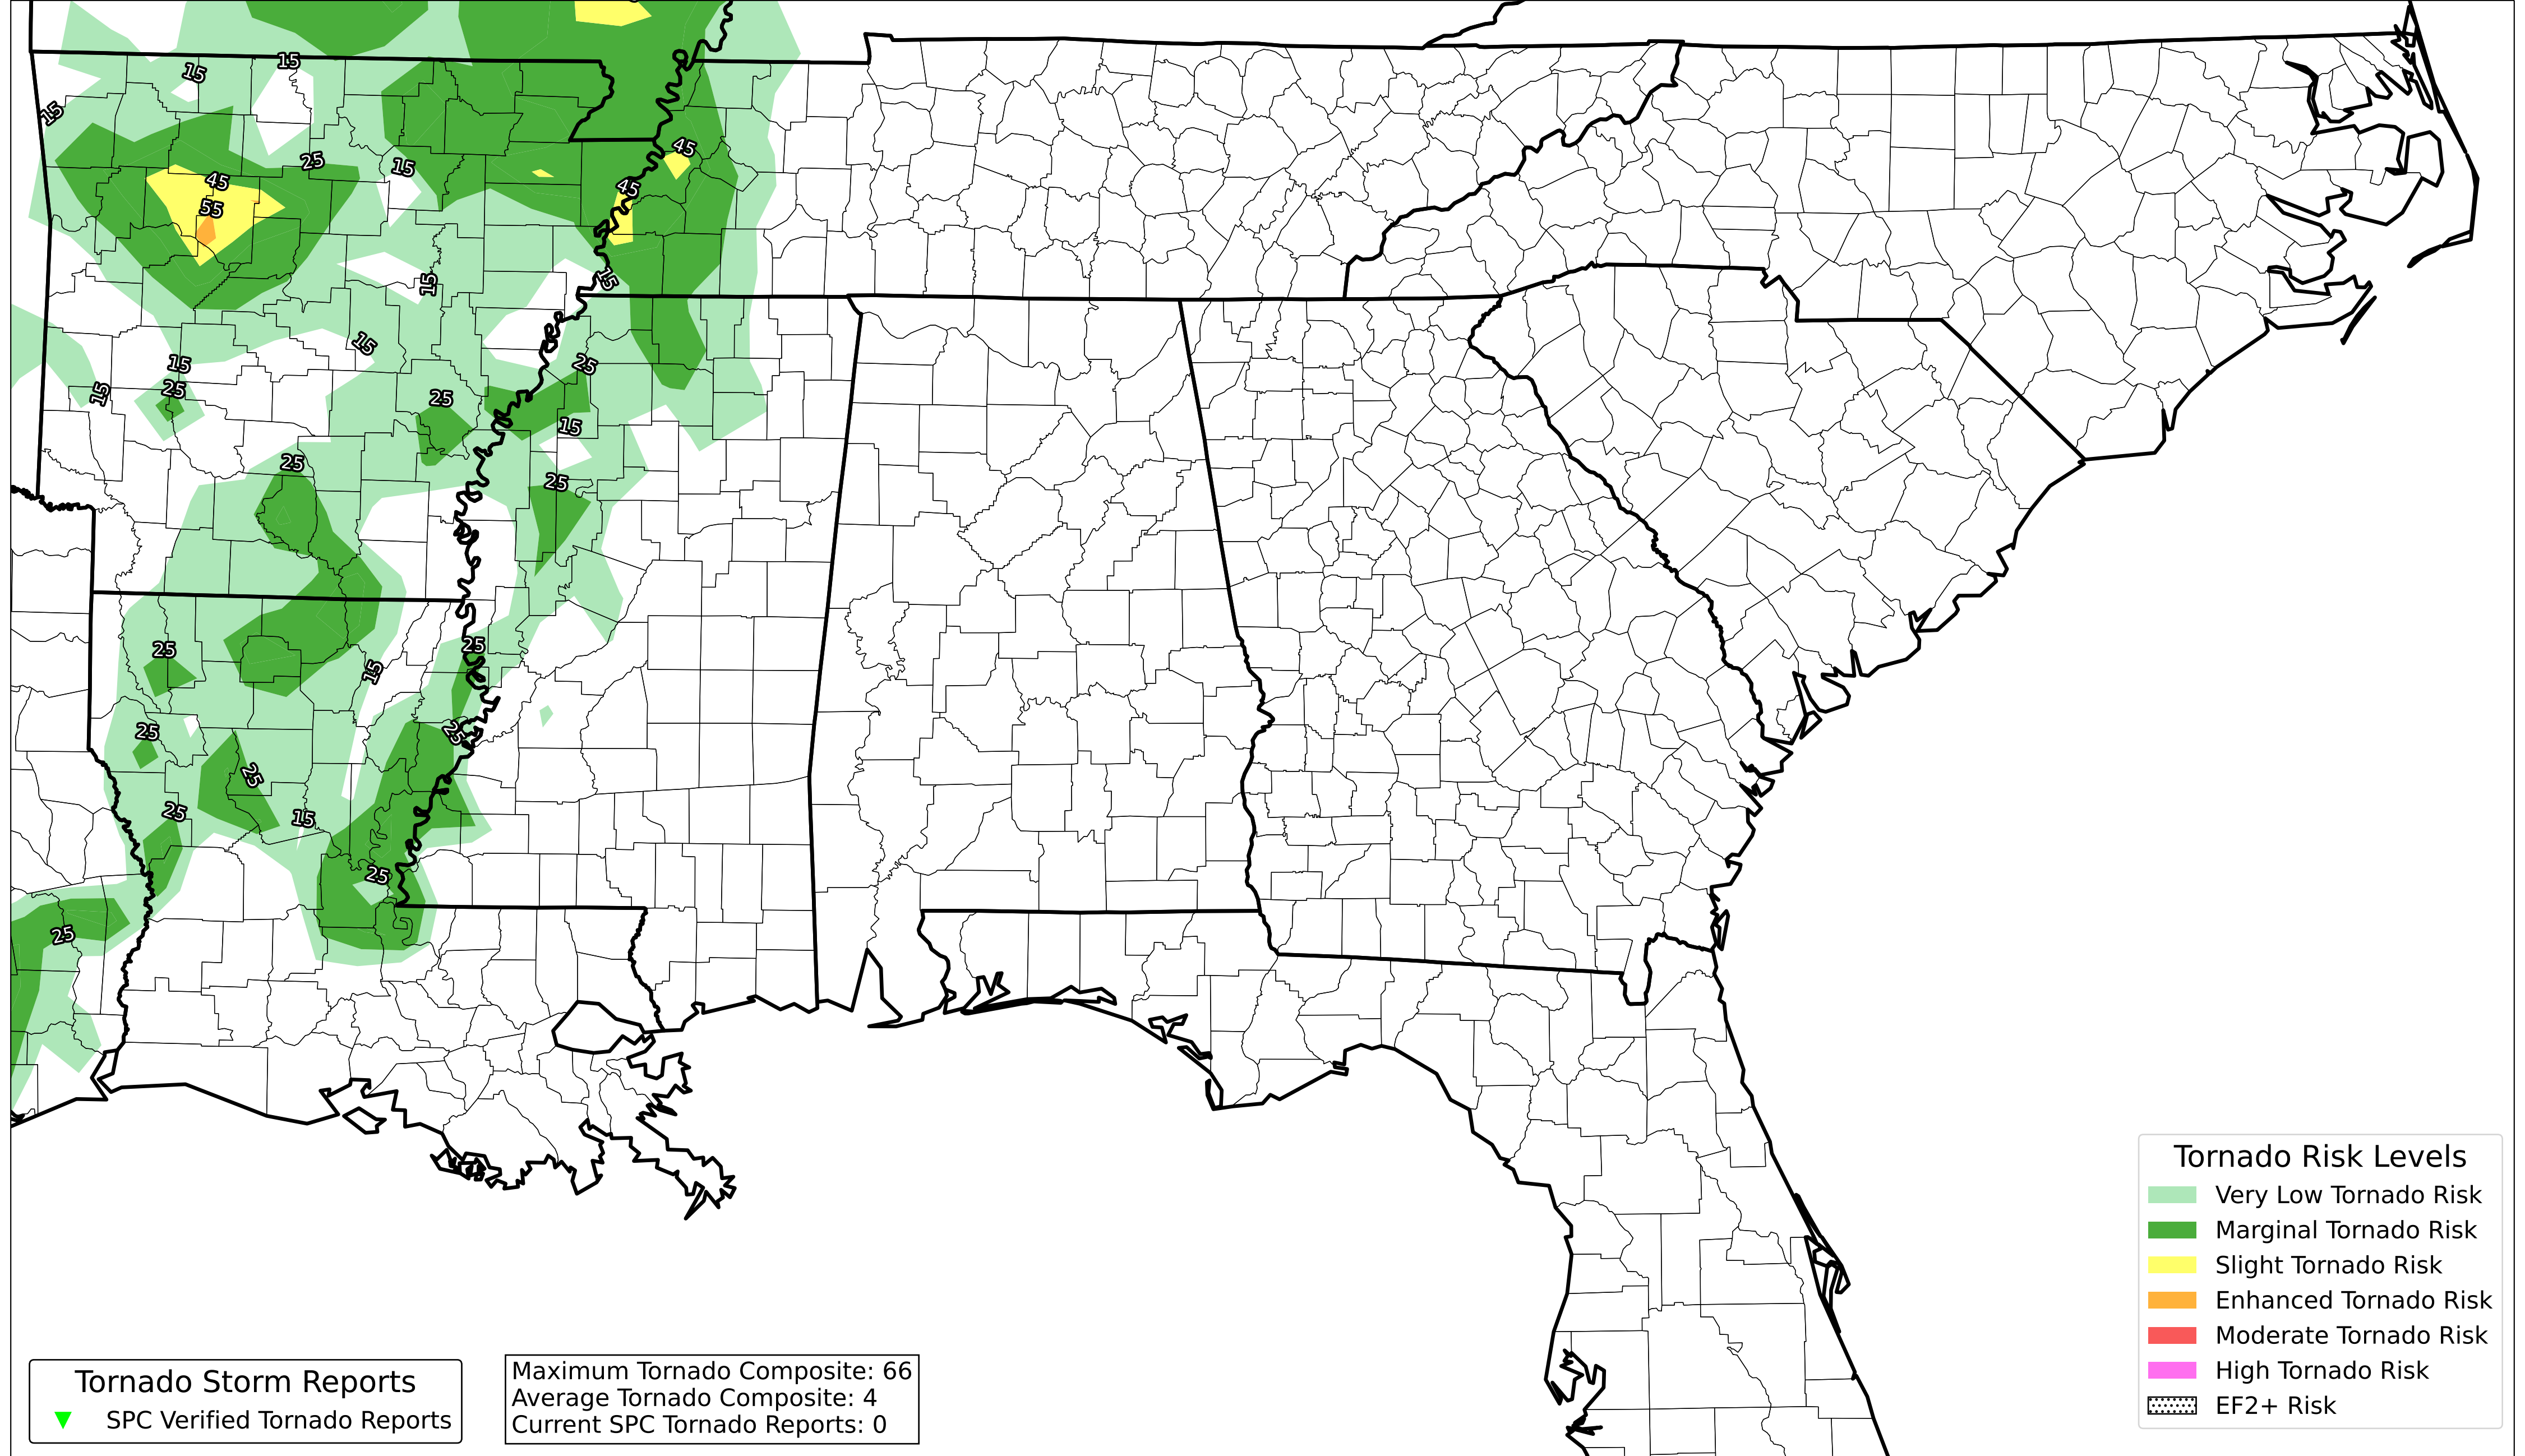 15
15
15
45
25
15
45
45
55
15
15
15
15
25
15
25
25
15
25
25
25
25
15
25
25
25
25
15
25
25
Tornado Risk Levels
Very Low Tornado Risk
Marginal Tornado Risk
Slight Tornado Risk
Enhanced Tornado Risk
Moderate Tornado Risk
High Tornado Risk
EF2+ Risk
Tornado Storm Reports
SPC Verified Tornado Reports
Maximum Tornado Composite: 66
Average Tornado Composite: 4
Current SPC Tornado Reports: 0